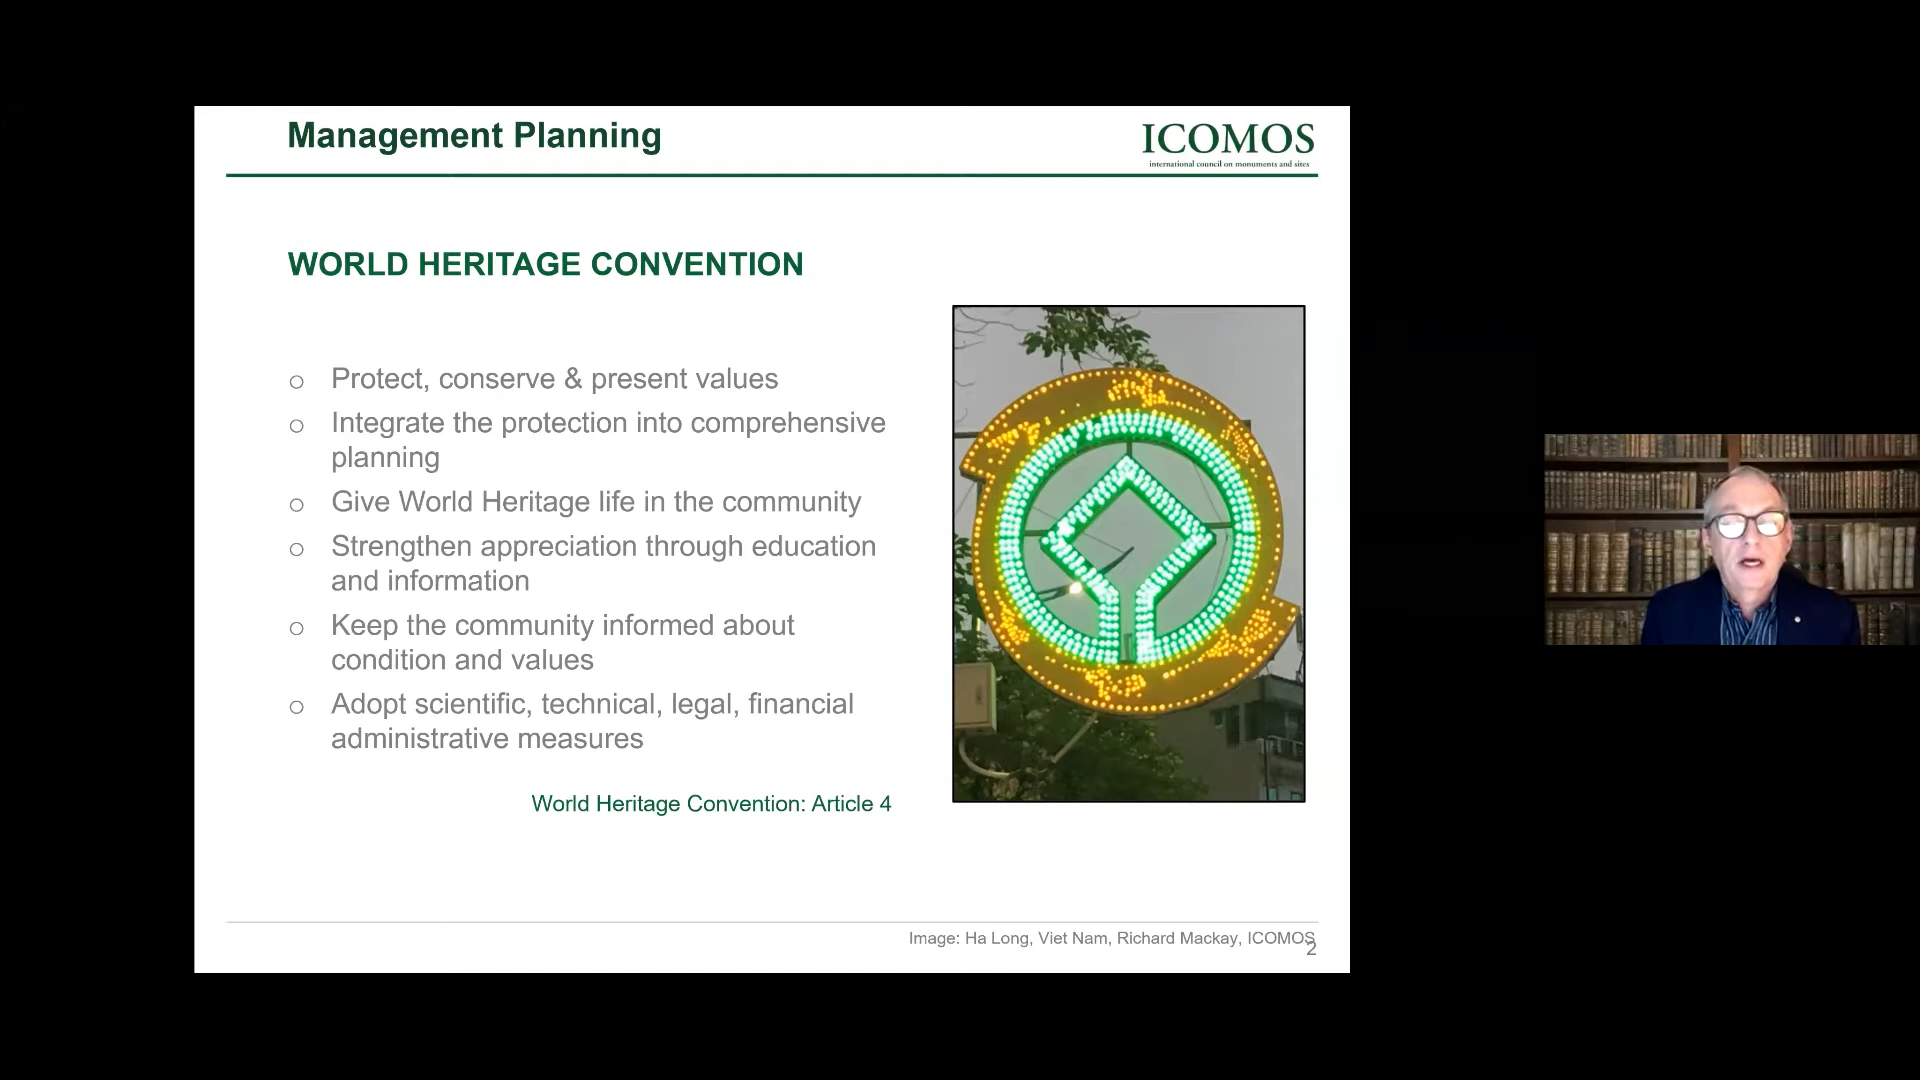 Management Planning
ICOMOS
international council on monuments and sites
WORLD HERITAGE CONVENTION
o Protect, conserve & present values
o Integrate the protection into comprehensive
planning
o Give World Heritage life in the community
o Strengthen appreciation through education
and information
o Keep the community informed about
condition and values
o Adopt scientific, technical, legal, financial
administrative measures
World Heritage Convention: Article 4
Image: Ha Long, Viet Nam, Richard Mackay, ICOMOS
2